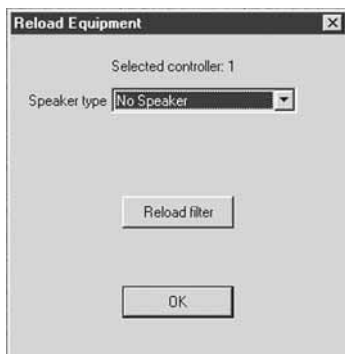 Reload Equipment
Selected controller: 1
Speaker type No Speaker
Reload filter
OK